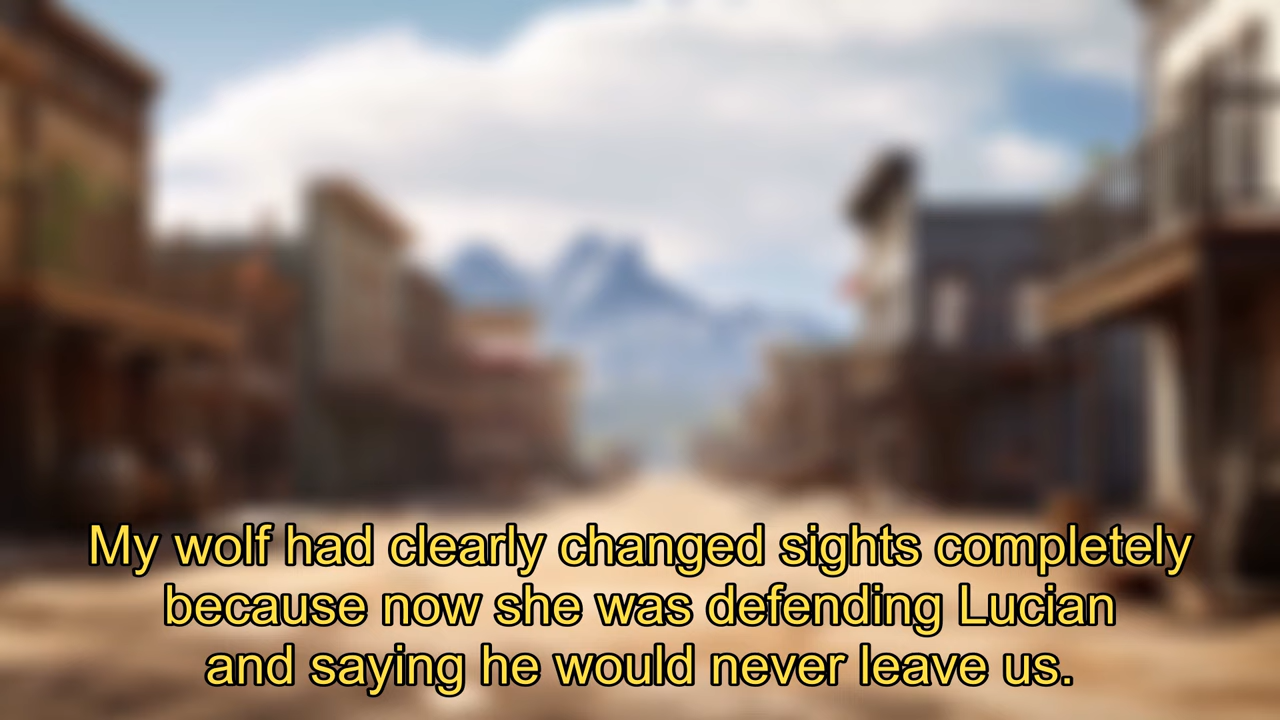 My wolf had clearly changed sights completely
because now she was defending Lucian
and saying he would never leave us.